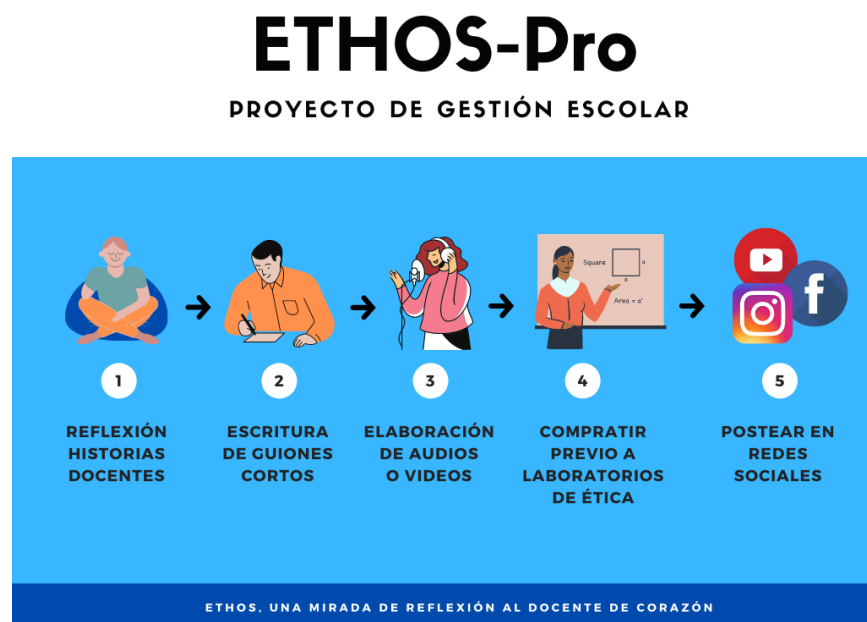 ETHOS-Pro
PROYECTO DE GESTIÓN ESCOLAR
Square
a
a
Area = a²
1
REFLEXIÓN
HISTORIAS
DOCENTES
2
ESCRITURA
DE GUIONES
CORTOS
3
ELABORACIÓN
DE AUDIOS
O VIDEOS
4
COMPRATIR
PREVIO A
LABORATORIOS
DE ÉTICA
5
POSTEAR EN
REDES
SOCIALES
ETHOS, UNA MIRADA DE REFLEXIÓN AL DOCENTE DE CORAZÓN